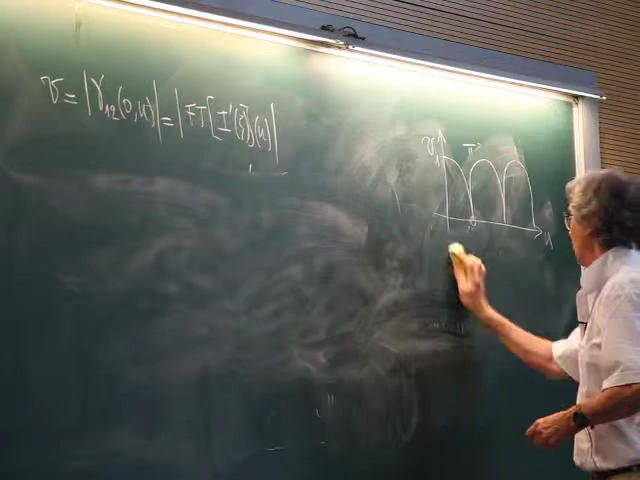 𝒱 = |γ₁₂(0,u)| = |FT[I'(ξ)](u)|
𝒱
u